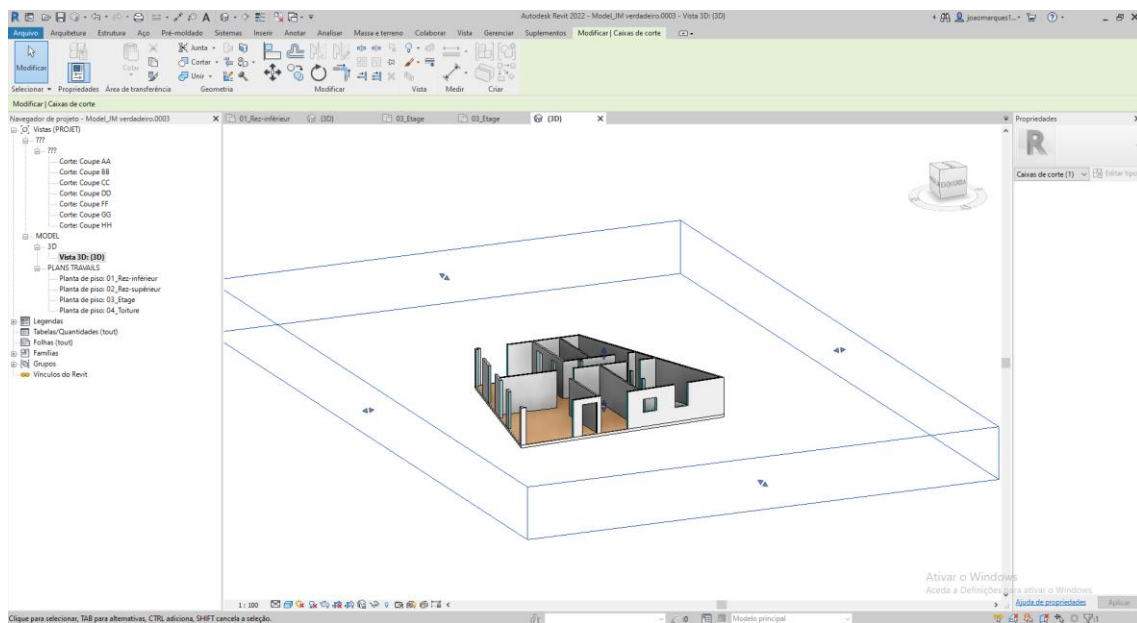 Autodesk Revit 2022 - Model_JM verdadeiro.0003 - Vista 3D: {3D}
joaomarques1...
Arquivo Arquitetura Estrutura Aço Pré-moldado Sistemas Inserir Anotar Analisar Massa e terreno Colaborar Vista Gerenciar Suplementos Modificar | Caixas de corte
Modificar Colar Junta Cortar Unir
Selecionar Propriedades Área de transferência Geometria Modificar Vista Medir Criar
Modificar | Caixas de corte
Navegador de projeto - Model_JM verdadeiro.0003
01_Rez-inférieur {3D} 03_Etage 03_Etage {3D}
Propriedades
Vistas (PROJET)
???
???
Corte: Coupe AA
Corte: Coupe BB
Corte: Coupe CC
Corte: Coupe DD
Corte: Coupe FF
Corte: Coupe GG
Corte: Coupe HH
MODEL
3D
Vista 3D: {3D}
PLANS TRAVAILS
Planta de piso: 01_Rez-inférieur
Planta de piso: 02_Rez-supérieur
Planta de piso: 03_Etage
Planta de piso: 04_Toiture
Legendas
Tabelas/Quantidades (tout)
Folhas (tout)
Famílias
Grupos
Vínculos do Revit
Caixas de corte (1) Editar tipo
ESQUERDA
Ativar o Windows
Aceda a Definições para ativar o Windows.
1 : 100
Ajuda de propriedades Aplicar
Clique para selecionar, TAB para alternativas, CTRL adiciona, SHIFT cancela a seleção.
:0 Modelo principal :1